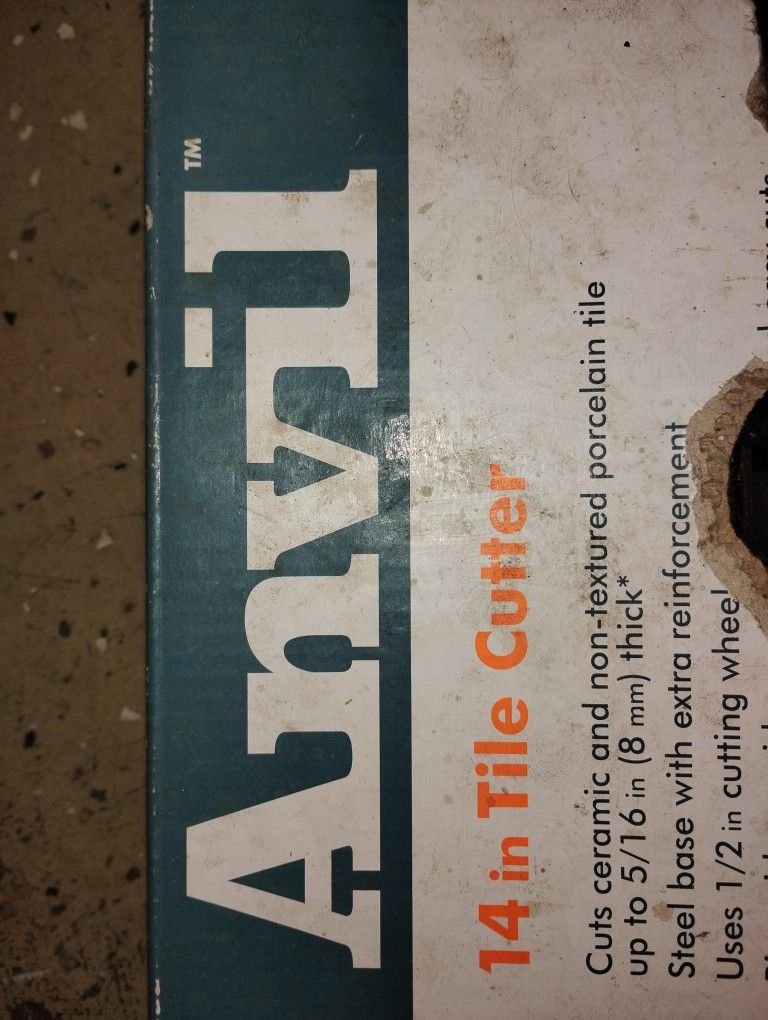 Anvil™
14 in Tile Cutter
Cuts ceramic and non-textured porcelain tile
up to 5/16 in (8 mm) thick*
Steel base with extra reinforcement
Uses 1/2 in cutting wheel
cuts